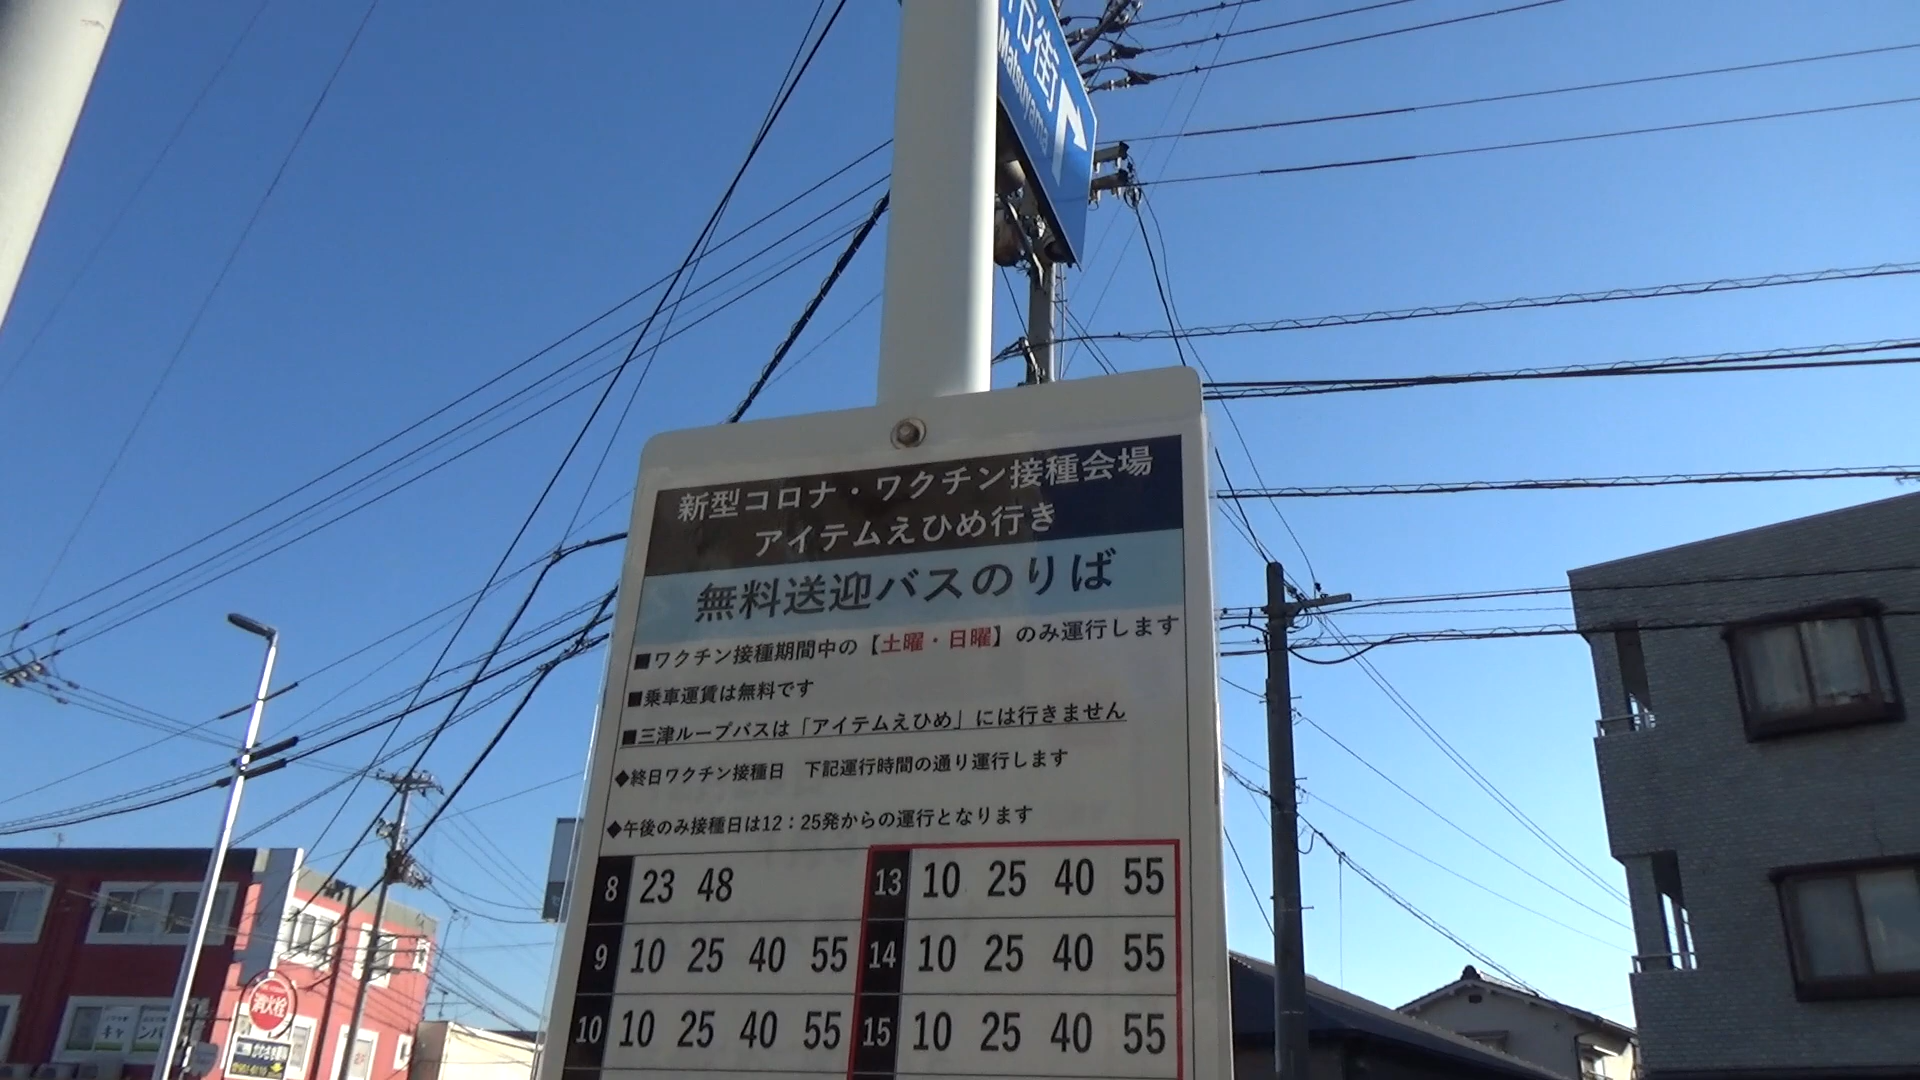 市街
Matsuyama
新型コロナ・ワクチン接種会場
アイテムえひめ行き
無料送迎バスのりば
■ワクチン接種期間中の【土曜・日曜】のみ運行します
■乗車運賃は無料です
■三津ループバスは「アイテムえひめ」には行きません
◆終日ワクチン接種日 下記運行時間の通り運行します
◆午後のみ接種日は12：25発からの運行となります
8 23 48
13 10 25 40 55
9 10 25 40 55
14 10 25 40 55
10 10 25 40 55
15 10 25 40 55
消火栓
キャンパ